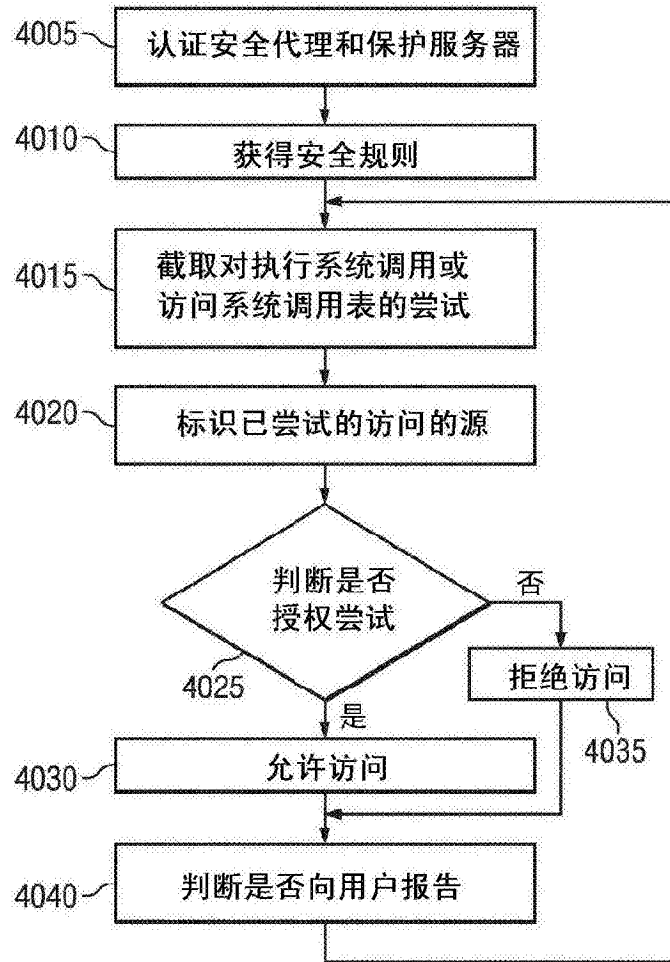 4005
认证安全代理和保护服务器
4010
获得安全规则
4015
截取对执行系统调用或
访问系统调用表的尝试
4020
标识已尝试的访问的源
判断是否
授权尝试
否
4025
拒绝访问
4035
是
4030
允许访问
4040
判断是否向用户报告